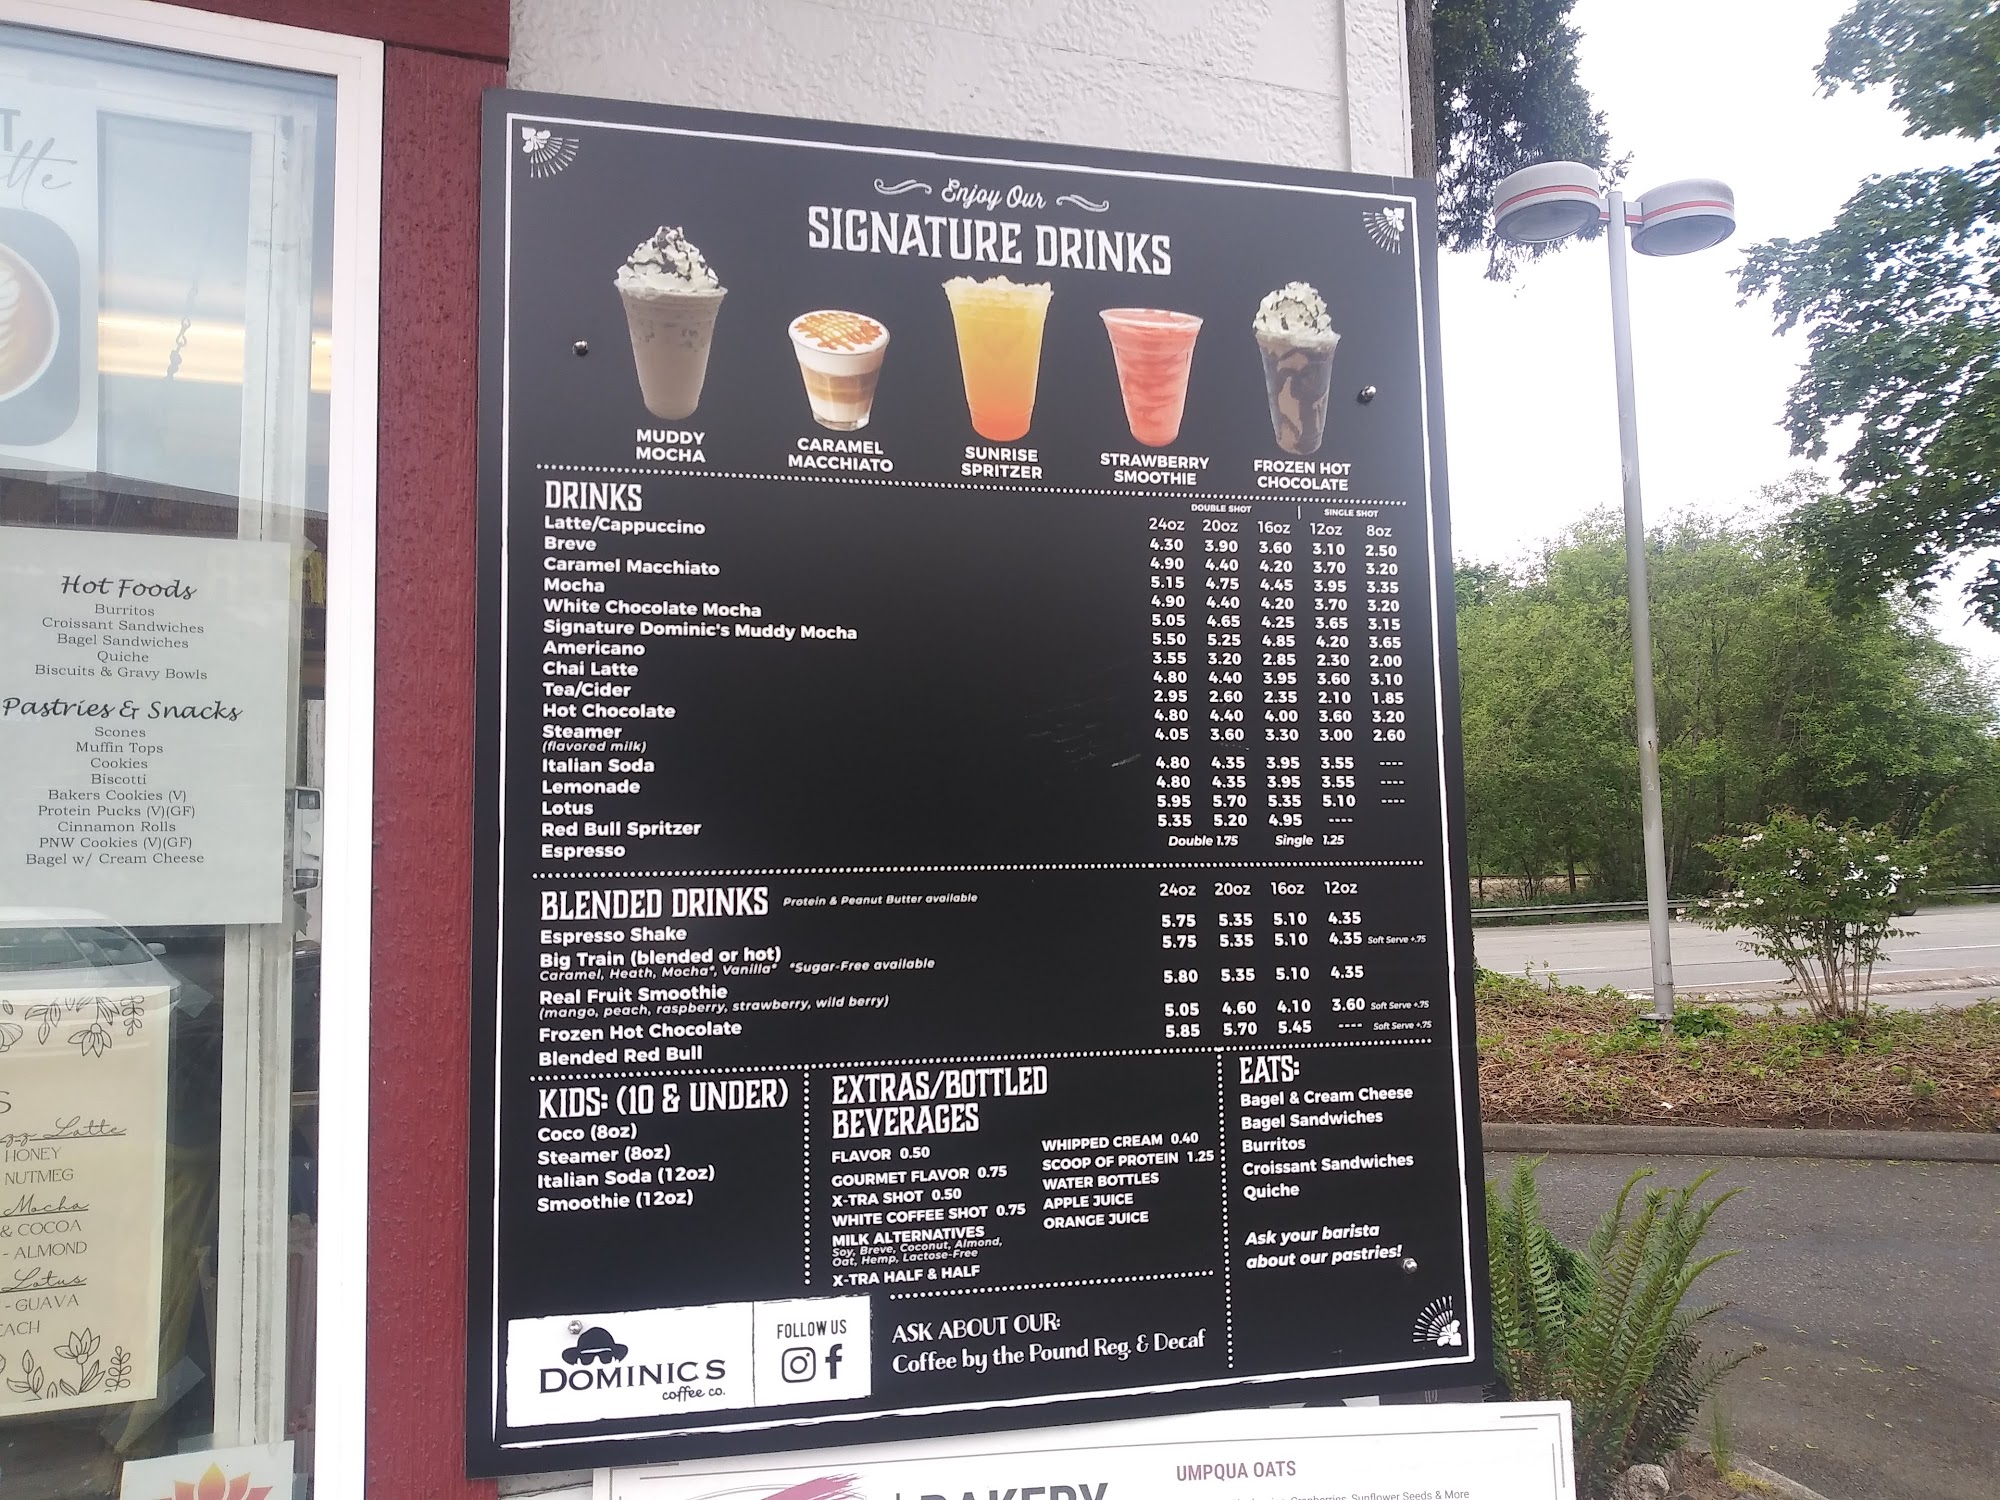 Enjoy Our
SIGNATURE DRINKS
MUDDY
MOCHA
CARAMEL
MACCHIATO
SUNRISE
SPRITZER
STRAWBERRY
SMOOTHIE
FROZEN HOT
CHOCOLATE
DRINKS
DOUBLE SHOT | SINGLE SHOT
24oz 20oz 16oz 12oz 8oz
Latte/Cappuccino 4.30 3.90 3.60 3.10 2.50
Breve 4.90 4.40 4.20 3.70 3.20
Caramel Macchiato 5.15 4.75 4.45 3.95 3.35
Mocha 4.90 4.40 4.20 3.70 3.20
White Chocolate Mocha 5.05 4.65 4.25 3.65 3.15
Signature Dominic's Muddy Mocha 5.50 5.25 4.85 4.20 3.65
Americano 3.55 3.20 2.85 2.30 2.00
Chai Latte 4.80 4.40 3.95 3.60 3.10
Tea/Cider 2.95 2.60 2.35 2.10 1.85
Hot Chocolate 4.80 4.40 4.00 3.60 3.20
Steamer 4.05 3.60 3.30 3.00 2.60
(flavored milk)
Italian Soda 4.80 4.35 3.95 3.55 ----
Lemonade 4.80 4.35 3.95 3.55 ----
Lotus 5.95 5.70 5.35 5.10 ----
Red Bull Spritzer 5.35 5.20 4.95 ----
Espresso Double 1.75 Single 1.25
BLENDED DRINKS Protein & Peanut Butter available 24oz 20oz 16oz 12oz
Espresso Shake 5.75 5.35 5.10 4.35
Big Train (blended or hot) 5.75 5.35 5.10 4.35 Soft Serve +.75
Caramel, Heath, Mocha*, Vanilla* *Sugar-Free available
Real Fruit Smoothie 5.80 5.35 5.10 4.35
(mango, peach, raspberry, strawberry, wild berry)
Frozen Hot Chocolate 5.05 4.60 4.10 3.60 Soft Serve +.75
Blended Red Bull 5.85 5.70 5.45 ---- Soft Serve +.75
KIDS: (10 & UNDER)
Coco (8oz)
Steamer (8oz)
Italian Soda (12oz)
Smoothie (12oz)
EXTRAS/BOTTLED
BEVERAGES
FLAVOR 0.50
GOURMET FLAVOR 0.75
X-TRA SHOT 0.50
WHITE COFFEE SHOT 0.75
MILK ALTERNATIVES
Soy, Breve, Coconut, Almond,
Oat, Hemp, Lactose-Free
X-TRA HALF & HALF
WHIPPED CREAM 0.40
SCOOP OF PROTEIN 1.25
WATER BOTTLES
APPLE JUICE
ORANGE JUICE
EATS:
Bagel & Cream Cheese
Bagel Sandwiches
Burritos
Croissant Sandwiches
Quiche
Ask your barista
about our pastries!
DOMINIC'S
coffee co.
FOLLOW US
ASK ABOUT OUR:
Coffee by the Pound Reg. & Decaf
Hot Foods
Burritos
Croissant Sandwiches
Bagel Sandwiches
Quiche
Biscuits & Gravy Bowls
Pastries & Snacks
Scones
Muffin Tops
Cookies
Biscotti
Bakers Cookies (V)
Protein Pucks (V)(GF)
Cinnamon Rolls
PNW Cookies (V)(GF)
Bagel w/ Cream Cheese
Latte
HONEY
NUTMEG
Mocha
& COCOA
- ALMOND
Lotus
- GUAVA
BAKERY
UMPQUA OATS
Cranberries, Sunflower Seeds & More